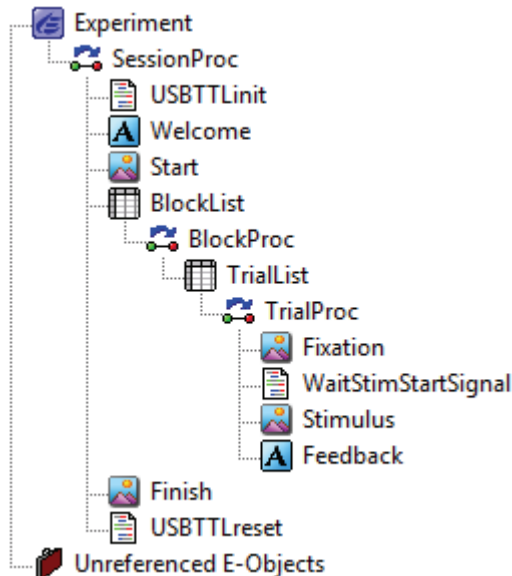 Experiment
SessionProc
USBTTLinit
Welcome
Start
BlockList
BlockProc
TrialList
TrialProc
Fixation
WaitStimStartSignal
Stimulus
Feedback
Finish
USBTTLreset
Unreferenced E-Objects